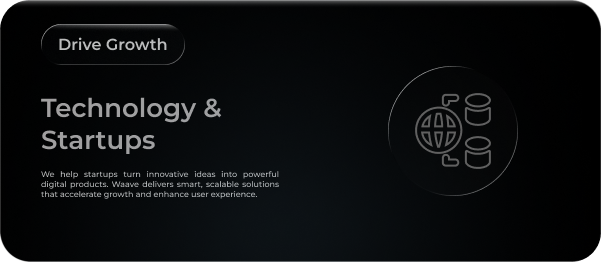 Drive Growth
Technology &
Startups
We help startups turn innovative ideas into powerful
digital products. Waave delivers smart, scalable solutions
that accelerate growth and enhance user experience.